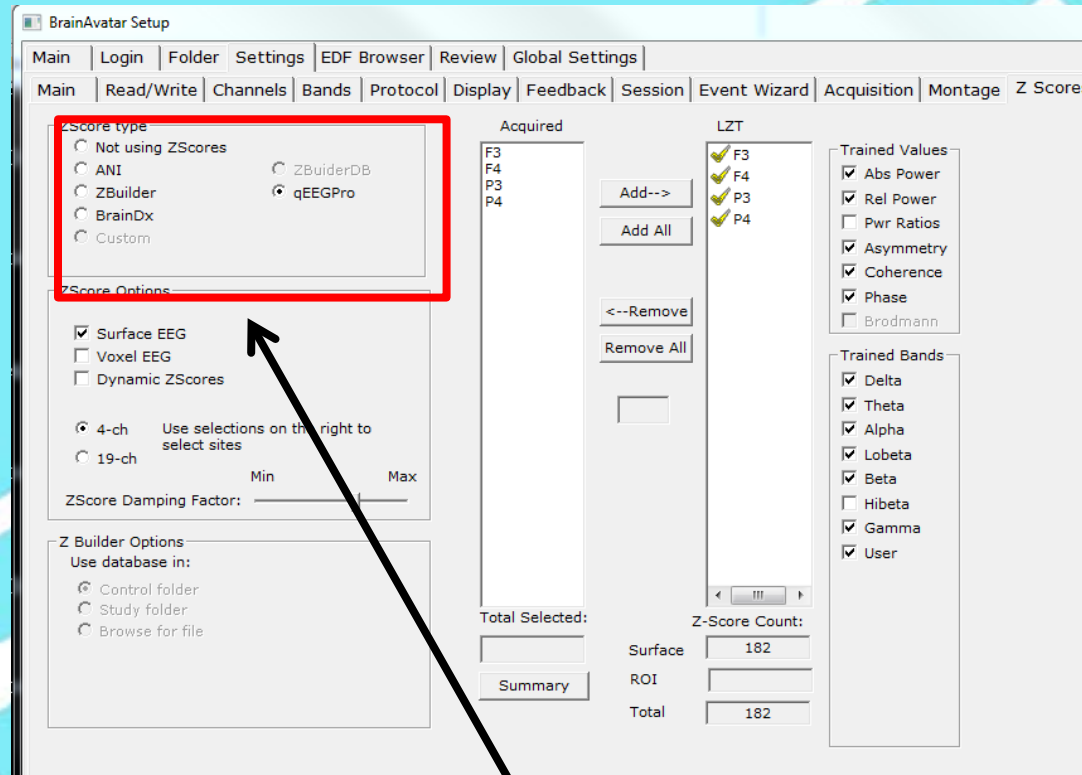 BrainAvatar Setup
Main Login Folder Settings EDF Browser Review Global Settings
Main Read/Write Channels Bands Protocol Display Feedback Session Event Wizard Acquisition Montage Z Score
ZScore type
Not using ZScores
ANI ZBuiderDB
ZBuilder qEEGPro
BrainDx
Custom
ZScore Options
Surface EEG
Voxel EEG
Dynamic ZScores
4-ch Use selections on the right to
select sites
19-ch
Min Max
ZScore Damping Factor:
Z Builder Options
Use database in:
Control folder
Study folder
Browse for file
Acquired
F3
F4
P3
P4
Total Selected:
Summary
Add-->
Add All
<--Remove
Remove All
LZT
F3
F4
P3
P4
Z-Score Count:
Surface 182
ROI
Total 182
Trained Values
Abs Power
Rel Power
Pwr Ratios
Asymmetry
Coherence
Phase
Brodmann
Trained Bands
Delta
Theta
Alpha
Lobeta
Beta
Hibeta
Gamma
User